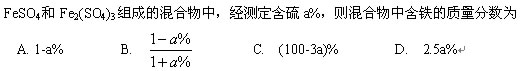 FeSO₄和 Fe₂(SO₄)₃组成的混合物中，经测定含硫 a%，则混合物中含铁的质量分数为
A. 1-a% B. (1-a%)/(1+a%) C. (100-3a)% D. 2.5a%↵